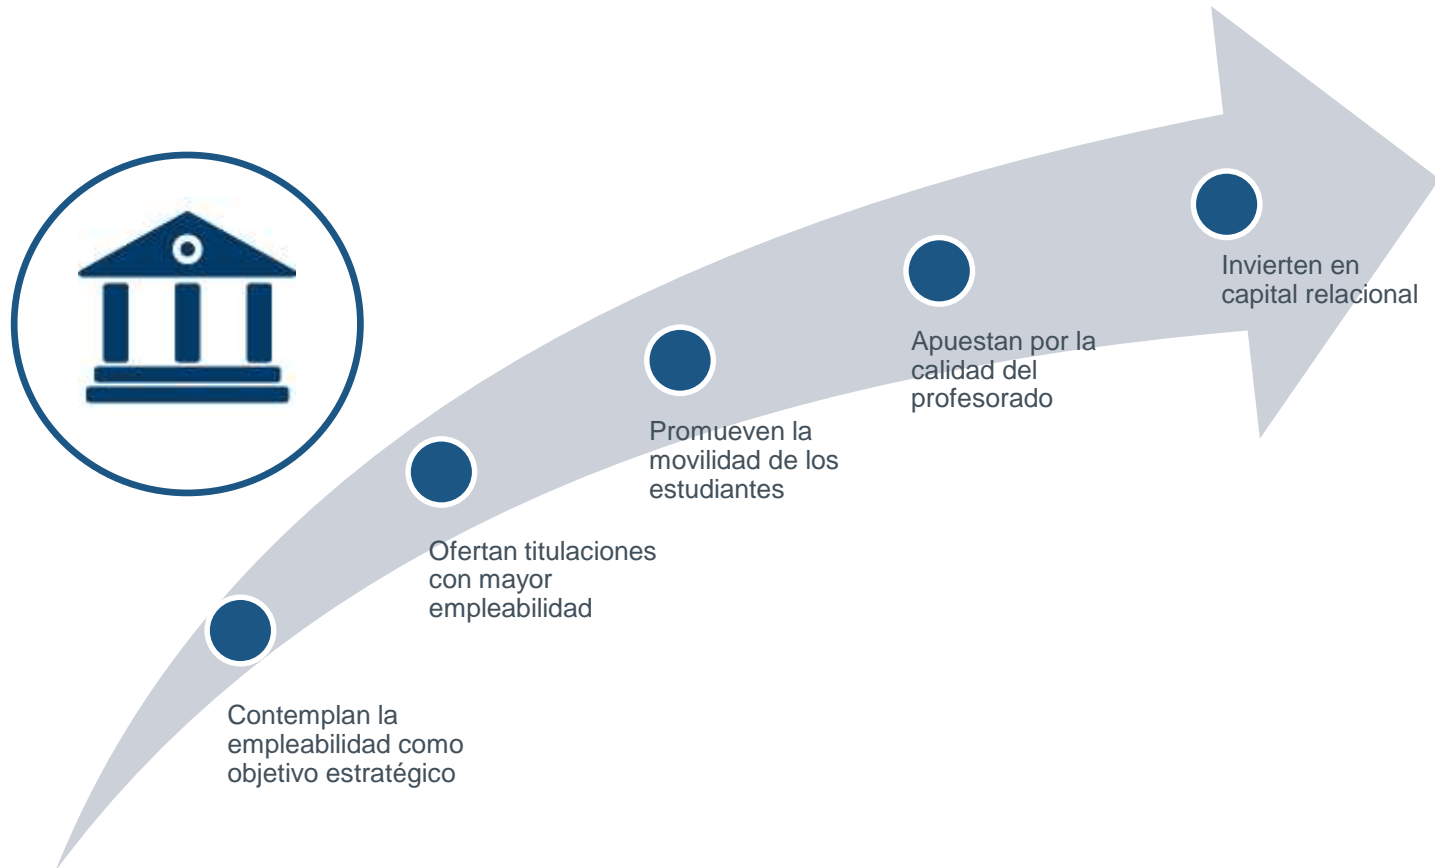 Contemplan la
empleabilidad como
objetivo estratégico
Ofertan titulaciones
con mayor
empleabilidad
Promueven la
movilidad de los
estudiantes
Apuestan por la
calidad del
profesorado
Invierten en
capital relacional